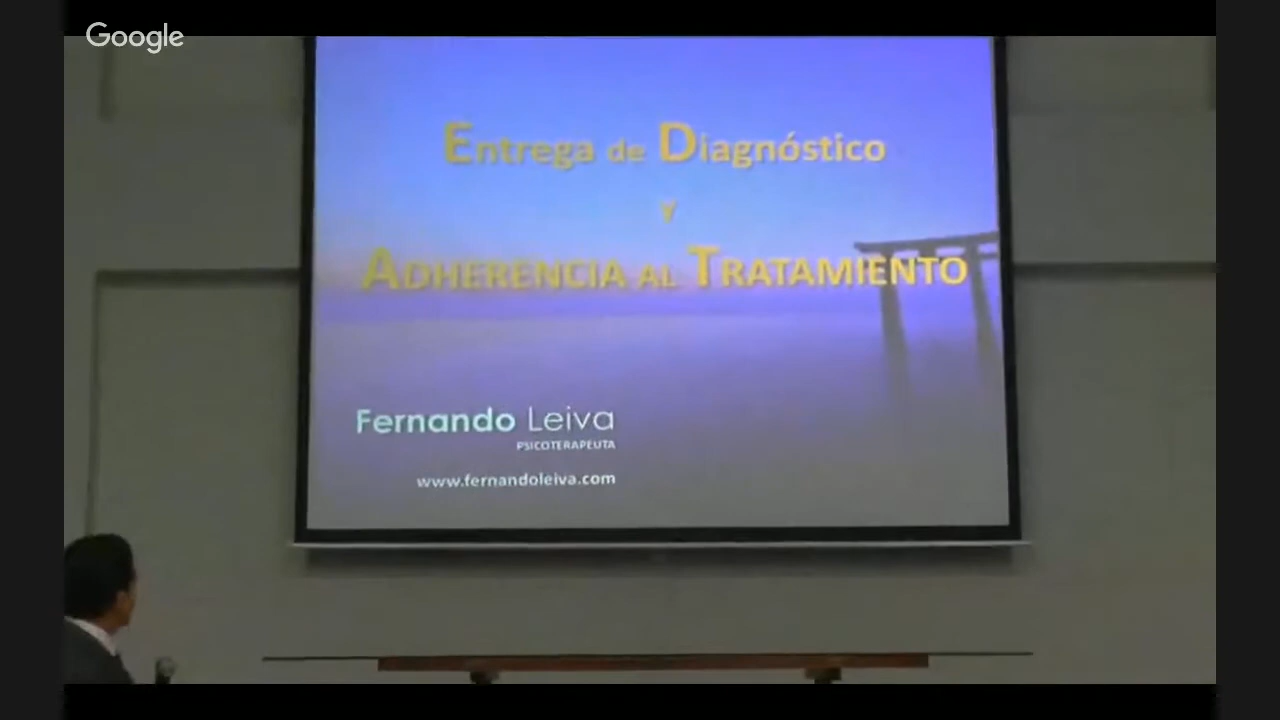 Google
Entrega de Diagnóstico
Y
ADHERENCIA AL TRATAMIENTO
Fernando Leiva
PSICOTERAPEUTA
www.fernandoleiva.com